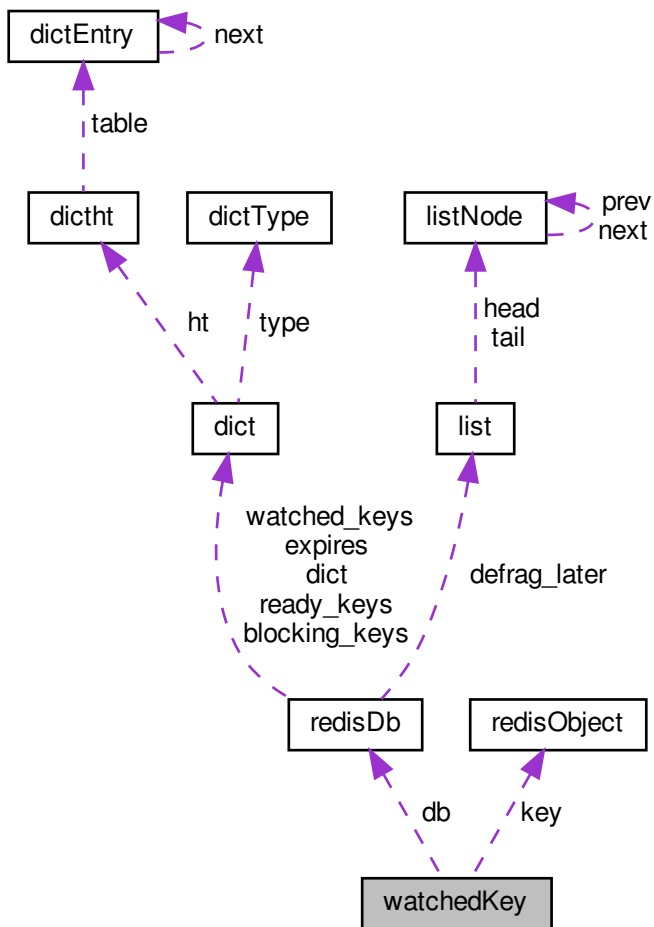 dictEntry
next
table
dictht
dictType
listNode
prev
next
ht
type
head
tail
dict
list
watched_keys
expires
dict
ready_keys
blocking_keys
defrag_later
redisDb
redisObject
db
key
watchedKey